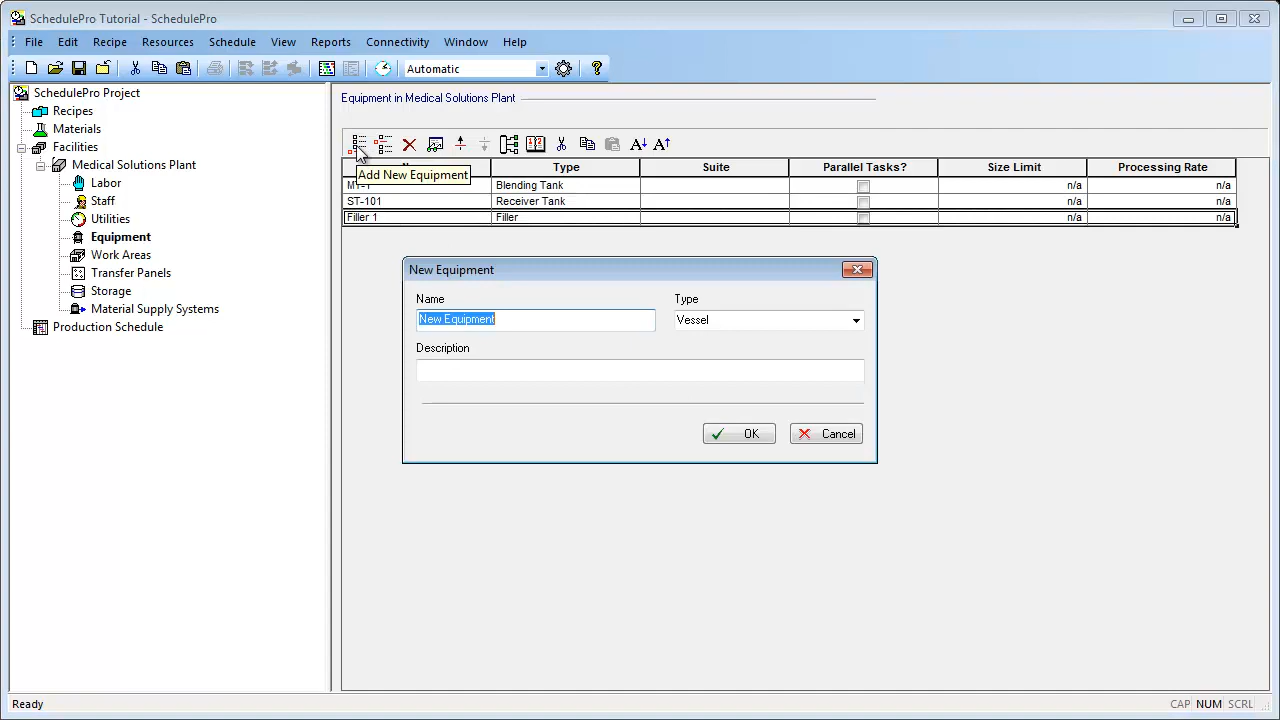 SchedulePro Tutorial - SchedulePro
File Edit Recipe Resources Schedule View Reports Connectivity Window Help
Automatic
SchedulePro Project
Recipes
Materials
Facilities
Medical Solutions Plant
Labor
Staff
Utilities
Equipment
Work Areas
Transfer Panels
Storage
Material Supply Systems
Production Schedule
Equipment in Medical Solutions Plant
Type Suite Parallel Tasks? Size Limit Processing Rate
Add New Equipment
Blending Tank n/a n/a
ST-101 Receiver Tank n/a n/a
Filler 1 Filler n/a n/a
New Equipment
Name Type
New Equipment Vessel
Description
OK Cancel
Ready CAP NUM SCRL